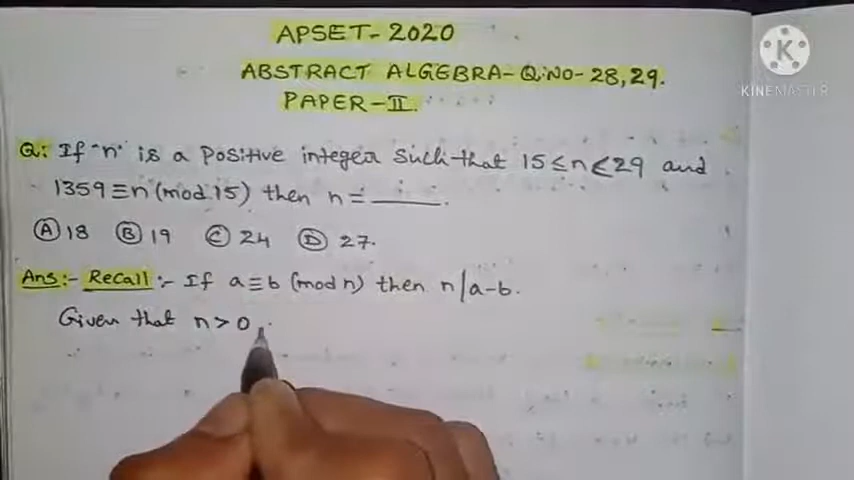 APSET-2020
ABSTRACT ALGEBRA-Q.NO-28,29.
PAPER-II.
K
KINEMASTER
Q: If 'n' is a positive integer such that 15≤n<29 and
1359≡n(mod 15) then n=______.
Ⓐ 18 Ⓑ 19 Ⓒ 24 Ⓓ 27.
Ans:- Recall:- If a≡b (mod n) then n|a-b.
Given that n>0